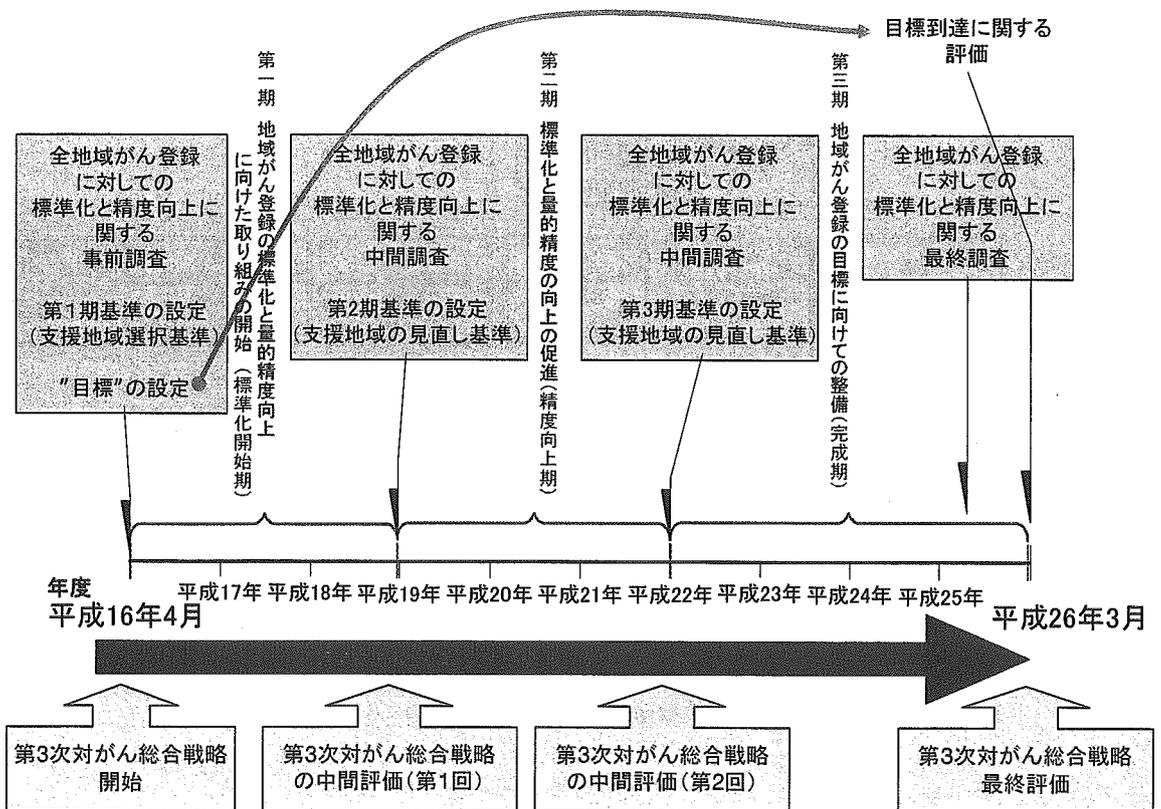 目標到達に関する
評価
第一期 地域がん登録の標準化と量的精度向上
に向けた取り組みの開始(標準化開始期)
第二期 標準化と量的精度の向上の促進(精度向上期)
第三期 地域がん登録の目標に向けての整備(完成期)
全地域がん登録
に対しての
標準化と精度向上に
関する
事前調査
第1期基準の設定
(支援地域選択基準)
"目標"の設定
全地域がん登録
に対しての
標準化と精度向上に
関する
中間調査
第2期基準の設定
(支援地域の見直し基準)
全地域がん登録
に対しての
標準化と精度向上に
関する
中間調査
第3期基準の設定
(支援地域の見直し基準)
全地域がん登録
に対しての
標準化と精度向上に
関する
最終調査
年度
平成17年 平成18年 平成19年 平成20年 平成21年 平成22年 平成23年 平成24年 平成25年
平成16年4月
平成26年3月
第3次対がん総合戦略
開始
第3次対がん総合戦略
の中間評価(第1回)
第3次対がん総合戦略
の中間評価(第2回)
第3次対がん総合戦略
最終評価